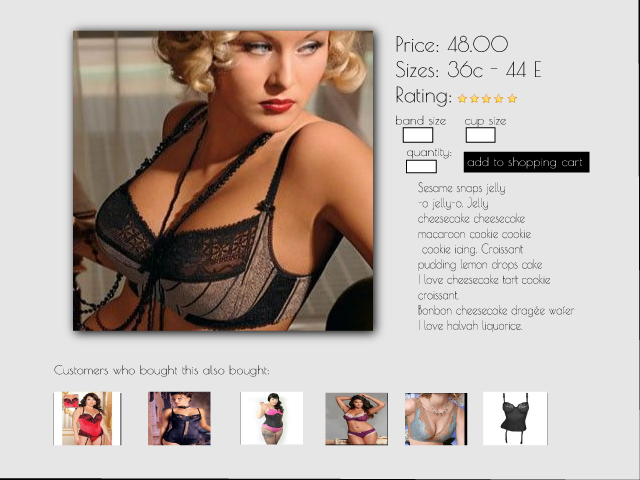 Price: 48.00
Sizes: 36c - 44 E
Rating:
band size cup size
quantity:
add to shopping cart
Sesame snaps jelly
-o jelly-o. Jelly
cheesecake cheesecake
macaroon cookie cookie
cookie icing. Croissant
pudding lemon drops cake
I love cheesecake tart cookie
croissant.
Bonbon cheesecake dragée wafer
I love halvah liquorice.
Customers who bought this also bought: